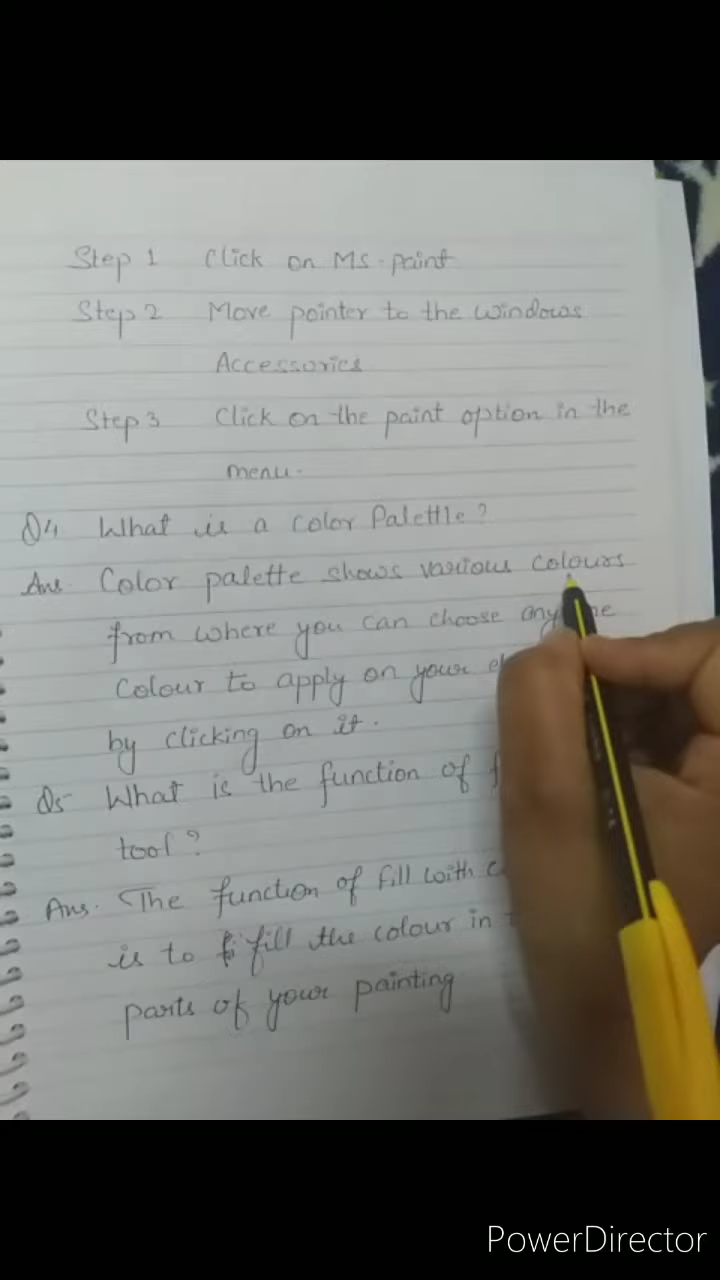 Step 1 Click on MS-paint
Step 2 Move pointer to the windows
Accessories
Step 3 Click on the paint option in the
menu.
Q4 What is a Color Palettle?
Ans. Color palette shows various colours
from where you can choose any
Colour to apply on your
by clicking on it.
Q5 What is the function of
tool?
Ans. The function of fill with
is to fill the colour in
parts of your painting
PowerDirector